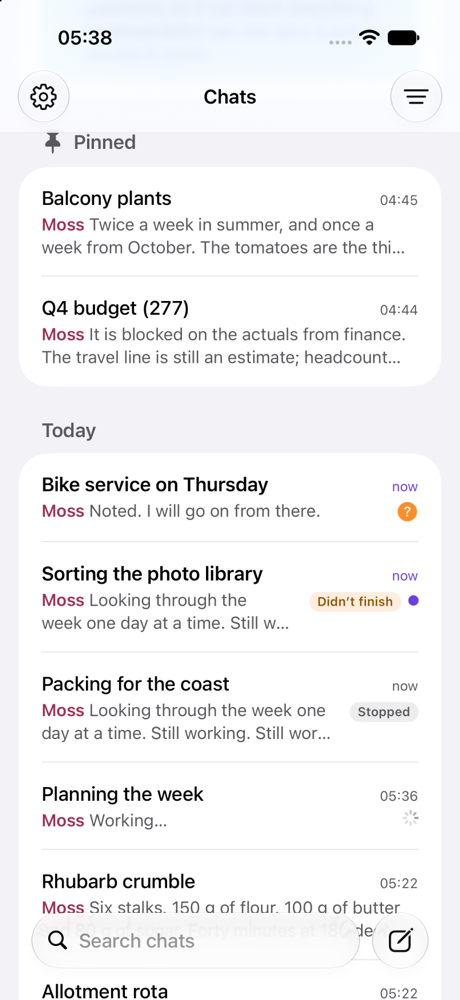 05:38
Chats
Pinned
Balcony plants
04:45
Moss Twice a week in summer, and once a
week from October. The tomatoes are the thi...
Q4 budget (277)
04:44
Moss It is blocked on the actuals from finance.
The travel line is still an estimate; headcount...
Today
Bike service on Thursday
now
Moss Noted. I will go on from there.
?
Sorting the photo library
now
Moss Looking through the
week one day at a time. Still w...
Didn't finish
Packing for the coast
now
Moss Looking through the week one
day at a time. Still working. Still wor...
Stopped
Planning the week
05:36
Moss Working...
Rhubarb crumble
05:22
Moss Six stalks, 150 g of flour, 100 g of butter
Search chats
Allotment rota
05:22